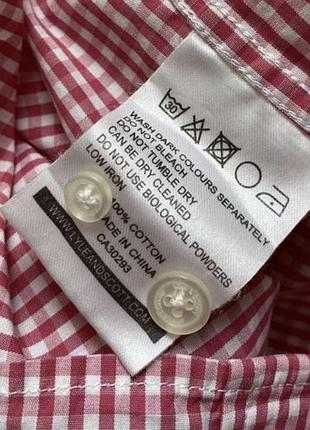 30
WASH DARK COLOURS SEPARATELY
DO NOT BLEACH
DO NOT TUMBLE DRY
CAN BE DRY CLEANED
DO NOT USE BIOLOGICAL POWDERS
LOW IRON
100% COTTON
MADE IN CHINA
CA30293
WWW.LYLEANDSCOTT.COM